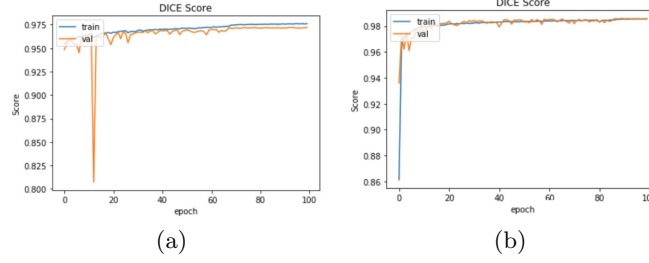 DICE Score
0.975
0.950
0.925
0.900
0.875
0.850
0.825
0.800
Score
train
val
0
20
40
60
80
100
epoch
(a)
DICE Score
0.98
0.96
0.94
0.92
0.90
0.88
0.86
Score
train
val
0
20
40
60
80
100
epoch
(b)